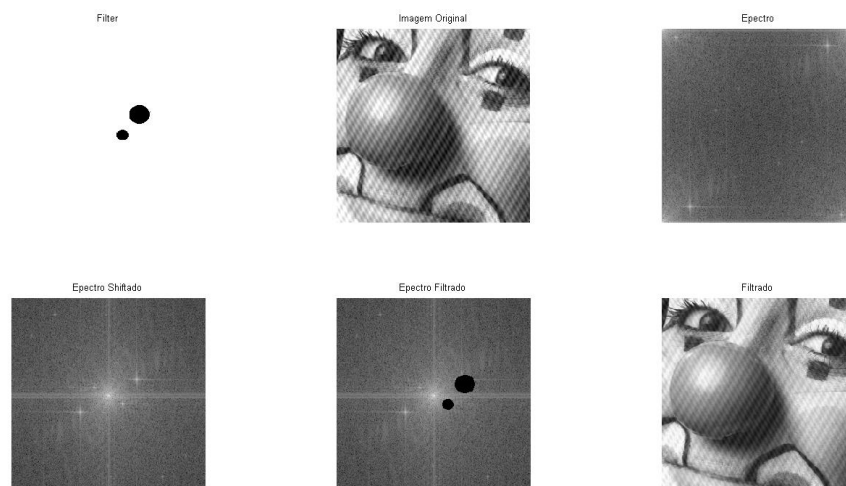 Filter
Imagem Original
Epectro
Epectro Shiftado
Epectro Filtrado
Filtrado